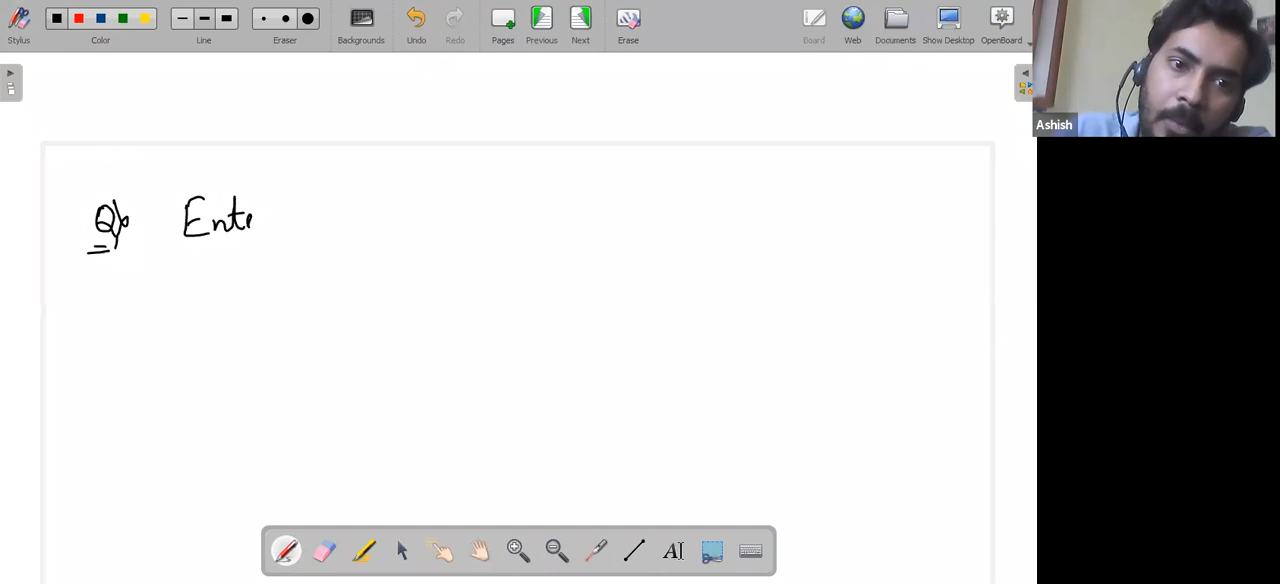 Stylus
Color
Line
Eraser
Backgrounds
Undo
Redo
Pages
Previous
Next
Erase
Board
Web
Documents
Show Desktop
OpenBoard
Ashish
Q) Ente
A